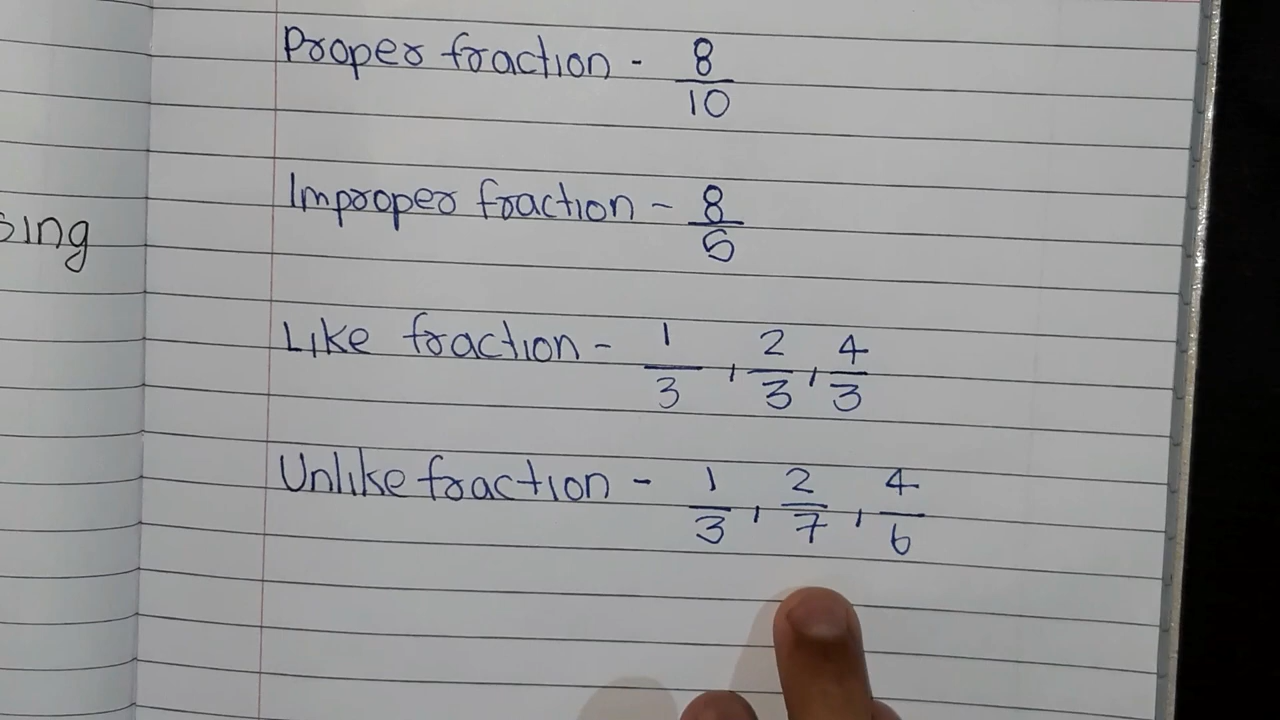 Proper fraction - 8/10
Improper fraction - 8/5
sing
Like fraction - 1/3, 2/3, 4/3
Unlike fraction - 1/3, 2/7, 4/6